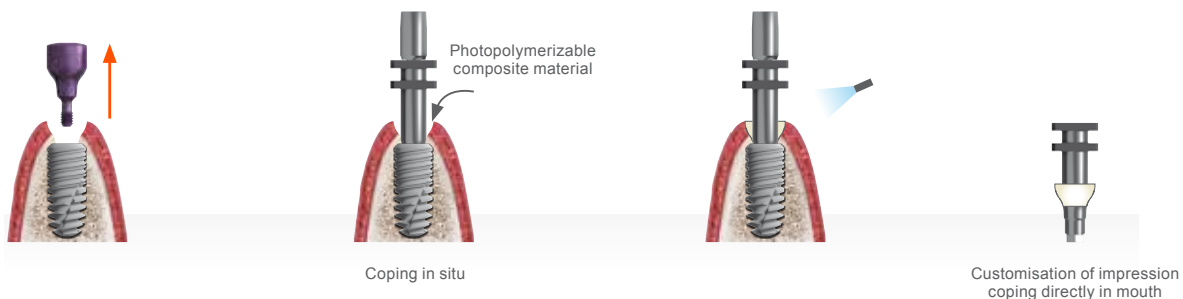 Photopolymerizable
composite material
Coping in situ
Customisation of impression
coping directly in mouth